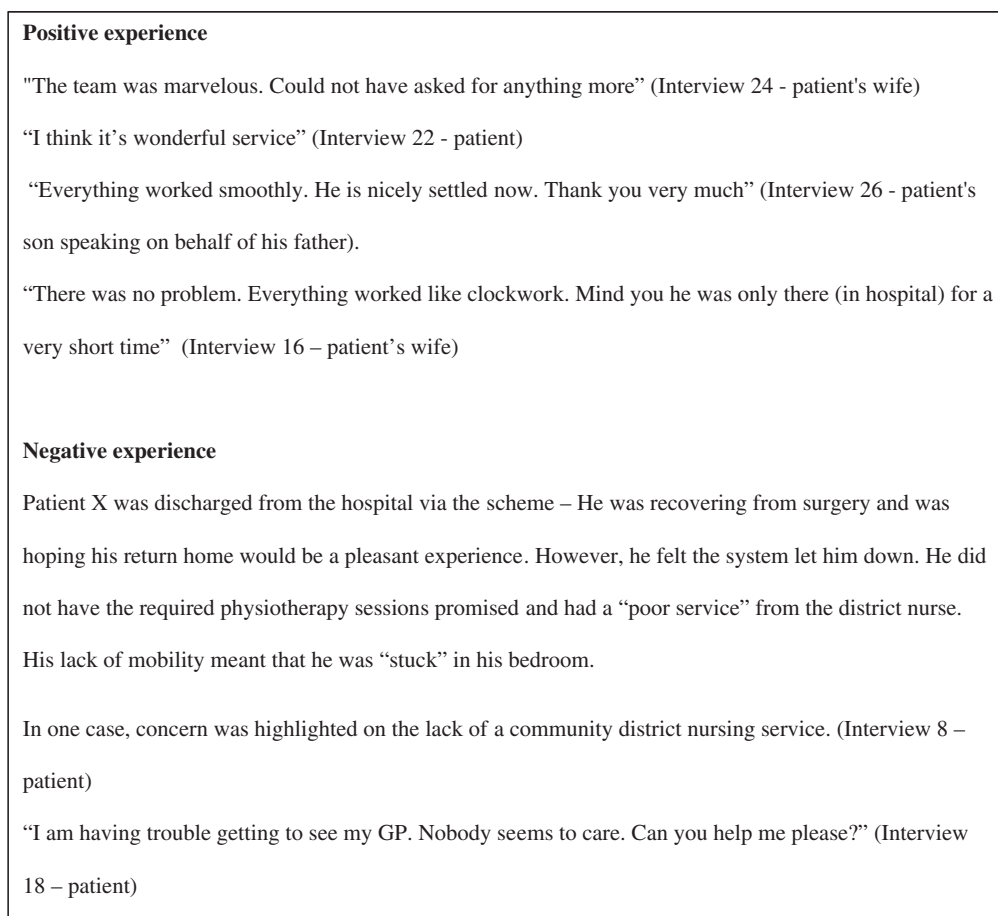 Positive experience
"The team was marvelous. Could not have asked for anything more” (Interview 24 - patient's wife)
“I think it’s wonderful service” (Interview 22 - patient)
“Everything worked smoothly. He is nicely settled now. Thank you very much” (Interview 26 - patient's
son speaking on behalf of his father).
“There was no problem. Everything worked like clockwork. Mind you he was only there (in hospital) for a
very short time” (Interview 16 – patient’s wife)
Negative experience
Patient X was discharged from the hospital via the scheme – He was recovering from surgery and was
hoping his return home would be a pleasant experience. However, he felt the system let him down. He did
not have the required physiotherapy sessions promised and had a “poor service” from the district nurse.
His lack of mobility meant that he was “stuck” in his bedroom.
In one case, concern was highlighted on the lack of a community district nursing service. (Interview 8 –
patient)
“I am having trouble getting to see my GP. Nobody seems to care. Can you help me please?” (Interview
18 – patient)